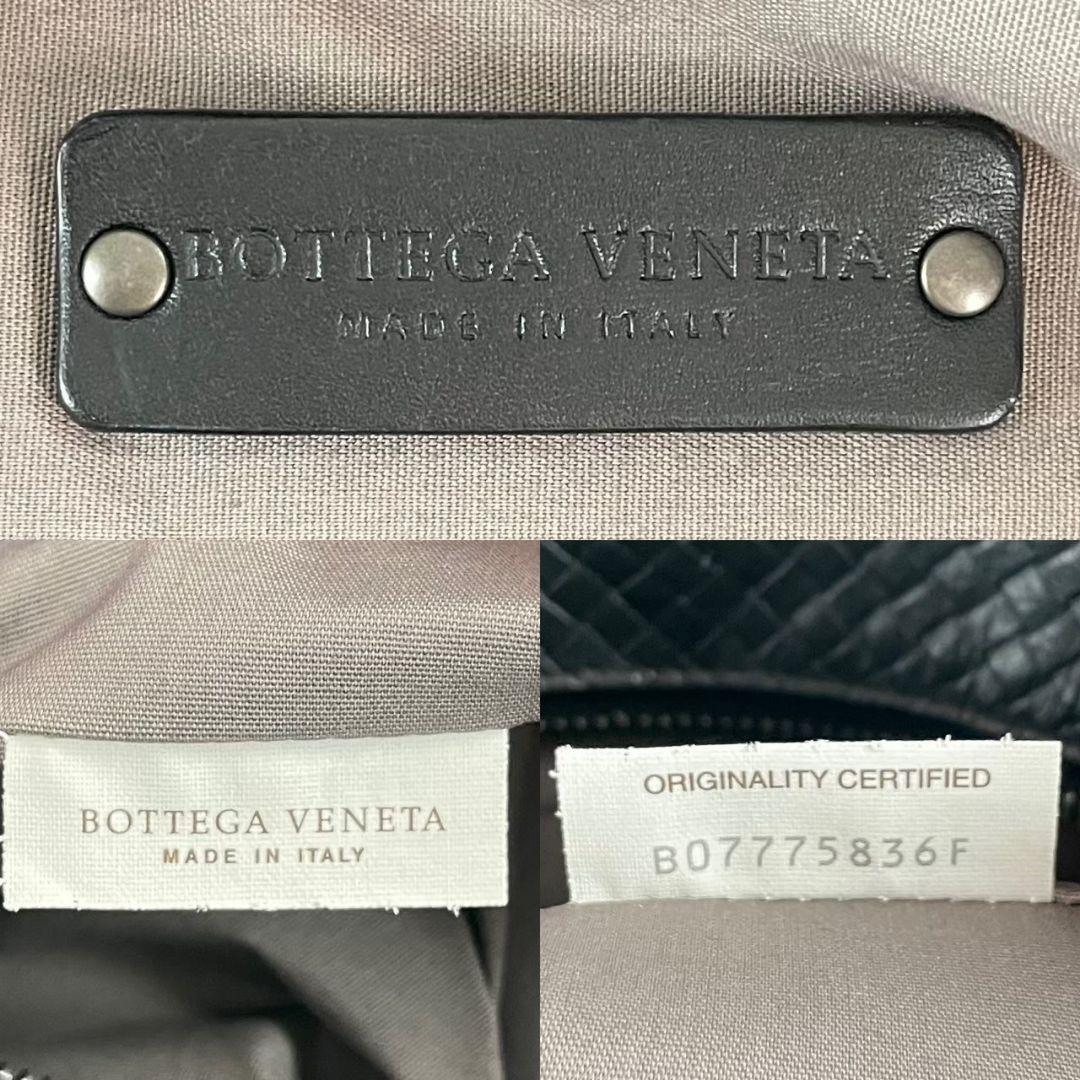 BOTTEGA VENETA
MADE IN ITALY
BOTTEGA VENETA
MADE IN ITALY
ORIGINALITY CERTIFIED
B07775836F